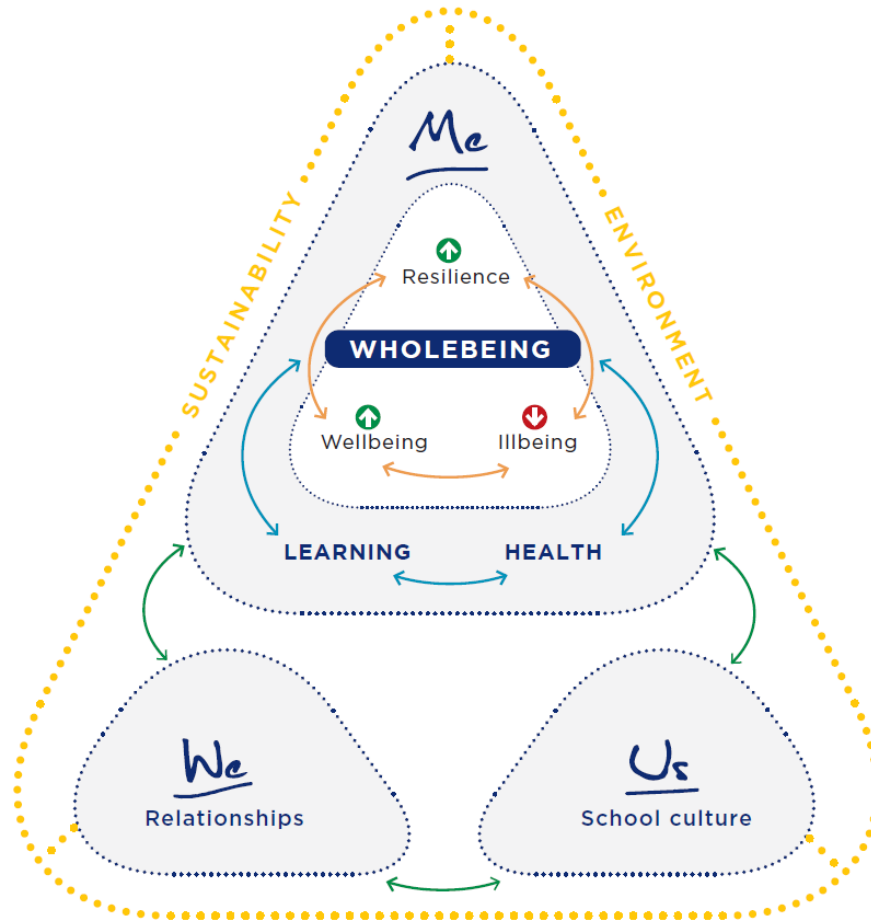 Me
SUSTAINABILITY
ENVIRONMENT
Resilience
WHOLEBEING
Wellbeing
Illbeing
LEARNING
HEALTH
We
Relationships
Us
School culture